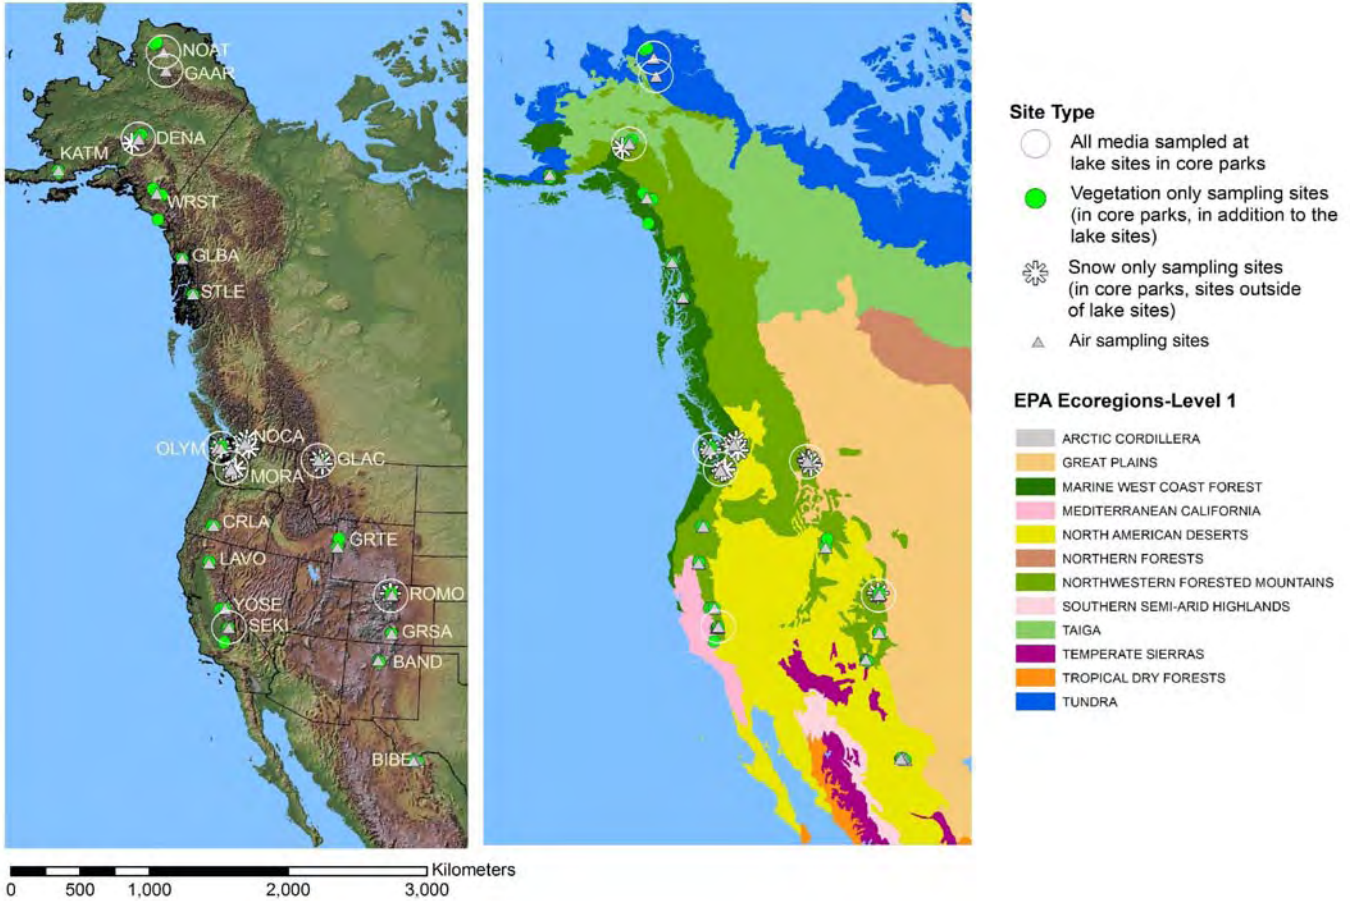 NOAT
GAAR
DENA
KATM
WRST
GLBA
STLE
NOCA
OLYM
GLAC
MORA
CRLA
GRTE
LAVO
ROMO
YOSE
SEKI
GRSA
BAND
BIBE
Kilometers
0 500 1,000 2,000 3,000
Site Type
All media sampled at
lake sites in core parks
Vegetation only sampling sites
(in core parks, in addition to the
lake sites)
Snow only sampling sites
(in core parks, sites outside
of lake sites)
Air sampling sites
EPA Ecoregions-Level 1
ARCTIC CORDILLERA
GREAT PLAINS
MARINE WEST COAST FOREST
MEDITERRANEAN CALIFORNIA
NORTH AMERICAN DESERTS
NORTHERN FORESTS
NORTHWESTERN FORESTED MOUNTAINS
SOUTHERN SEMI-ARID HIGHLANDS
TAIGA
TEMPERATE SIERRAS
TROPICAL DRY FORESTS
TUNDRA